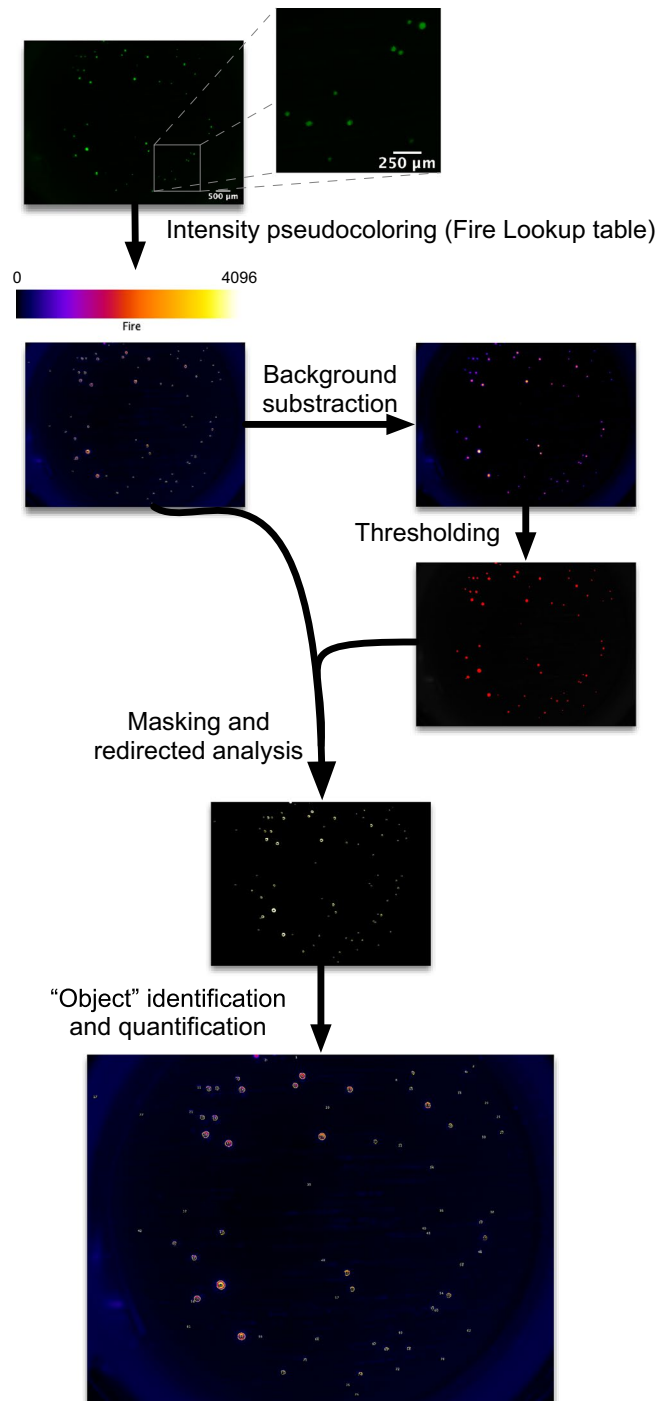 250 µm
500 µm
Intensity pseudocoloring (Fire Lookup table)
0
4096
Fire
Background
substraction
Thresholding
Masking and
redirected analysis
“Object” identification
and quantification